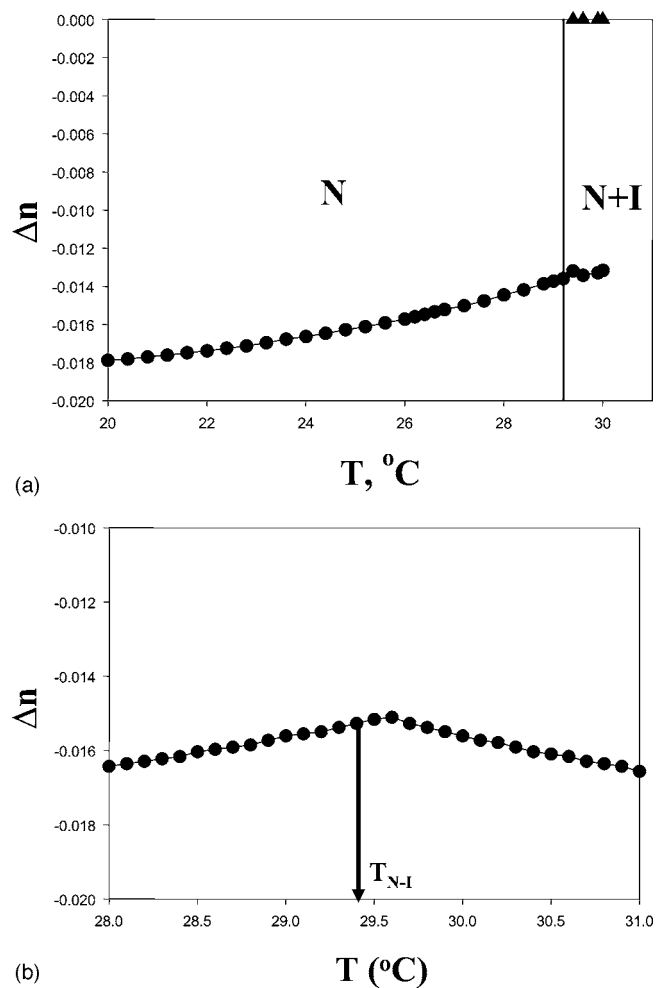 0.000
-0.002
-0.004
-0.006
-0.008
-0.010
-0.012
-0.014
-0.016
-0.018
-0.020
Δn
N
N+I
20 22 24 26 28 30
T, °C
(a)
-0.010
-0.012
-0.014
-0.016
-0.018
-0.020
Δn
T_N-I
28.0 28.5 29.0 29.5 30.0 30.5 31.0
T (°C)
(b)